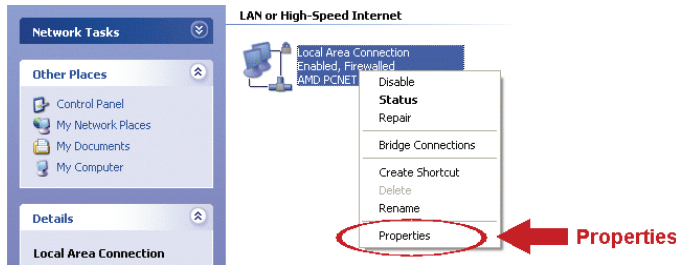 Network Tasks
Other Places
Control Panel
My Network Places
My Documents
My Computer
Details
Local Area Connection
LAN or High-Speed Internet
Local Area Connection
Enabled, Firewalled
AMD PCNET
Disable
Status
Repair
Bridge Connections
Create Shortcut
Delete
Rename
Properties
Properties